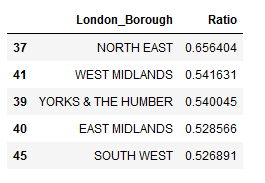 London_Borough Ratio
37 NORTH EAST 0.656404
41 WEST MIDLANDS 0.541631
39 YORKS & THE HUMBER 0.540045
40 EAST MIDLANDS 0.528566
45 SOUTH WEST 0.526891